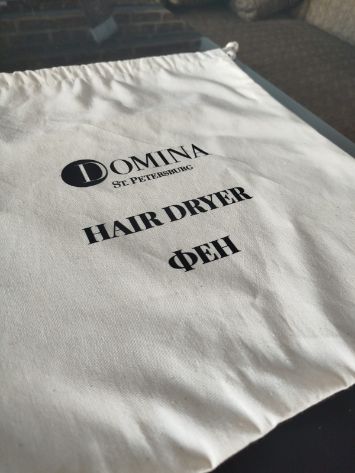 DOMINA
ST. PETERSBURG
HAIR DRYER
ФЕН